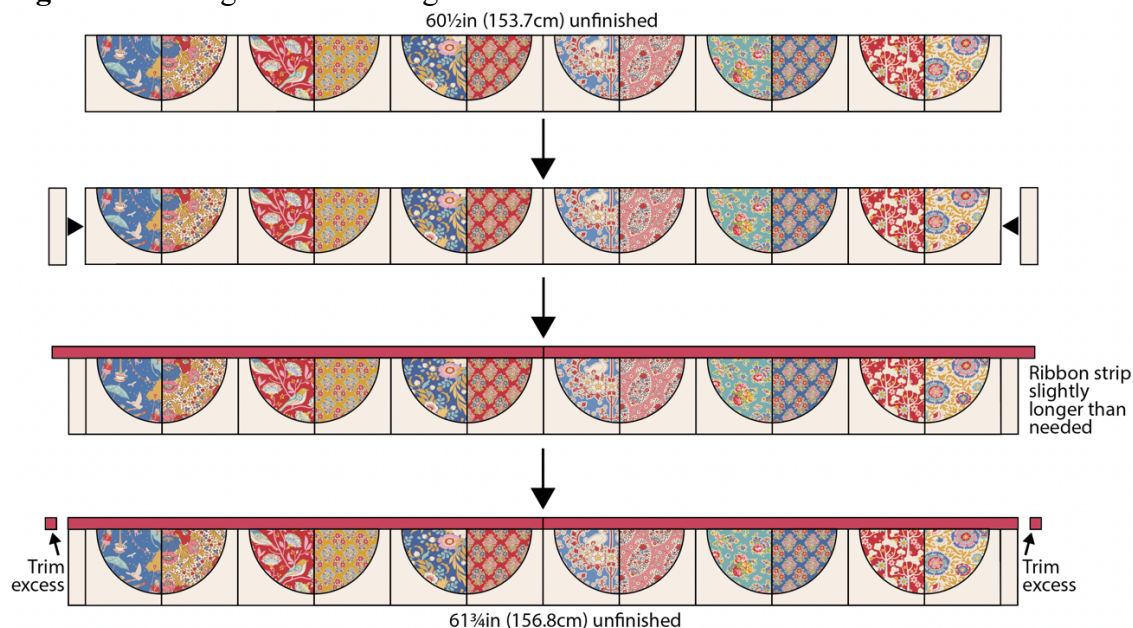 60½in (153.7cm) unfinished
Ribbon strip
slightly
longer than
needed
Trim
excess
Trim
excess
61¾in (156.8cm) unfinished